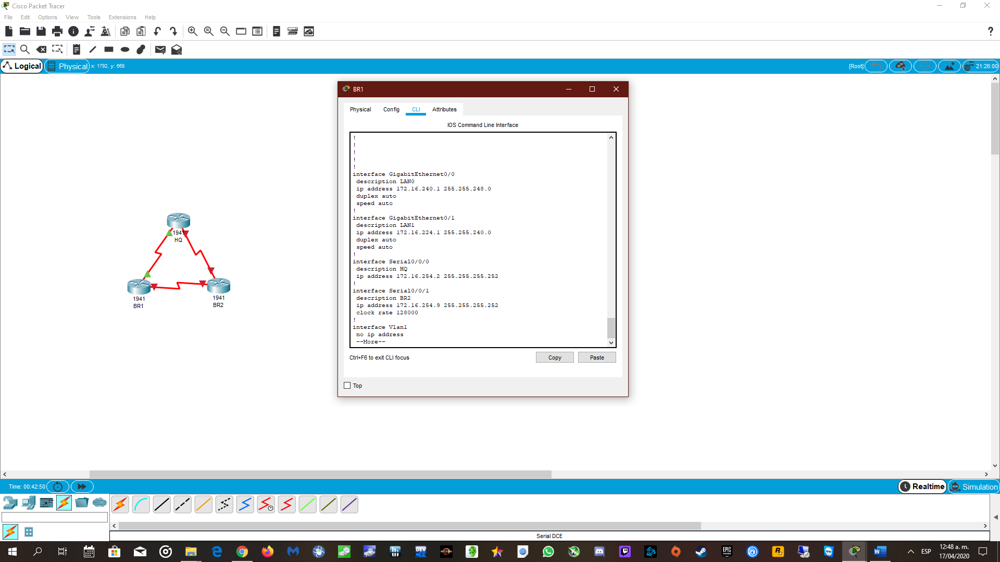 Cisco Packet Tracer
File Edit Options View Tools Extensions Help
Logical Physical x: 1792, y: 668 [Root] 21:26:00
BR1
Physical Config CLI Attributes
IOS Command Line Interface
!
!
!
!
!
interface GigabitEthernet0/0
description LAN0
ip address 172.16.240.1 255.255.248.0
duplex auto
speed auto
!
interface GigabitEthernet0/1
description LAN1
ip address 172.16.224.1 255.255.240.0
duplex auto
speed auto
!
interface Serial0/0/0
description HQ
ip address 172.16.254.2 255.255.255.252
!
interface Serial0/0/1
description BR2
ip address 172.16.254.9 255.255.255.252
clock rate 128000
!
interface Vlan1
no ip address
--More--
Ctrl+F6 to exit CLI focus Copy Paste
Top
1941
HQ
1941
BR1
1941
BR2
Time: 00:42:50 Realtime Simulation
Serial DCE
ESP
12:48 a. m.
17/04/2020